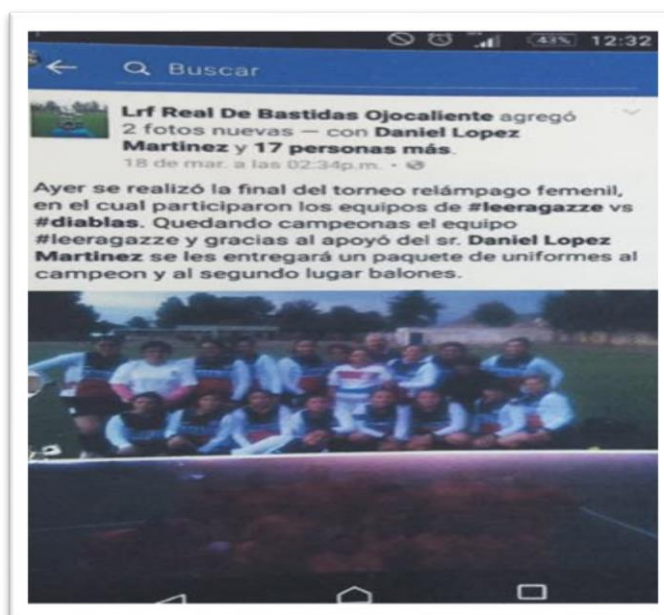 43% 12:32
Buscar
Lrf Real De Bastidas Ojocaliente agregó
2 fotos nuevas — con Daniel Lopez
Martinez y 17 personas más.
18 de mar. a las 02:34p.m. •
Ayer se realizó la final del torneo relámpago femenil,
en el cual participaron los equipos de #leeragazze vs
#diablas. Quedando campeonas el equipo
#leeragazze y gracias al apoyó del sr. Daniel Lopez
Martinez se les entregará un paquete de uniformes al
campeon y al segundo lugar balones.